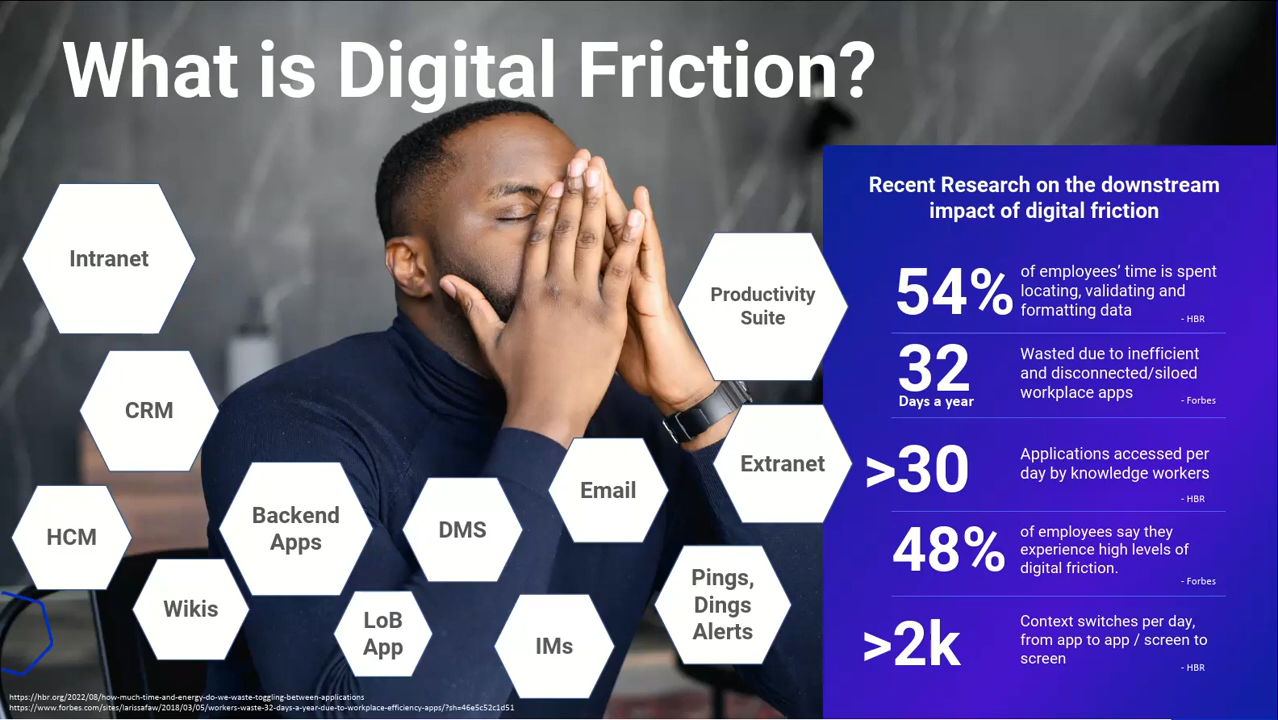 What is Digital Friction?
Intranet
CRM
HCM
Wikis
Backend
Apps
LoB
App
DMS
IMs
Email
Productivity
Suite
Extranet
Pings,
Dings
Alerts
Recent Research on the downstream
impact of digital friction
54%
of employees’ time is spent
locating, validating and
formatting data
- HBR
32
Days a year
Wasted due to inefficient
and disconnected/siloed
workplace apps
- Forbes
>30
Applications accessed per
day by knowledge workers
- HBR
48%
of employees say they
experience high levels of
digital friction.
- Forbes
>2k
Context switches per day,
from app to app / screen to
screen
- HBR
https://hbr.org/2022/08/how-much-time-and-energy-do-we-waste-toggling-between-applications
https://www.forbes.com/sites/larissafaw/2018/03/05/workers-waste-32-days-a-year-due-to-workplace-efficiency-apps/?sh=46e5c52c1d51